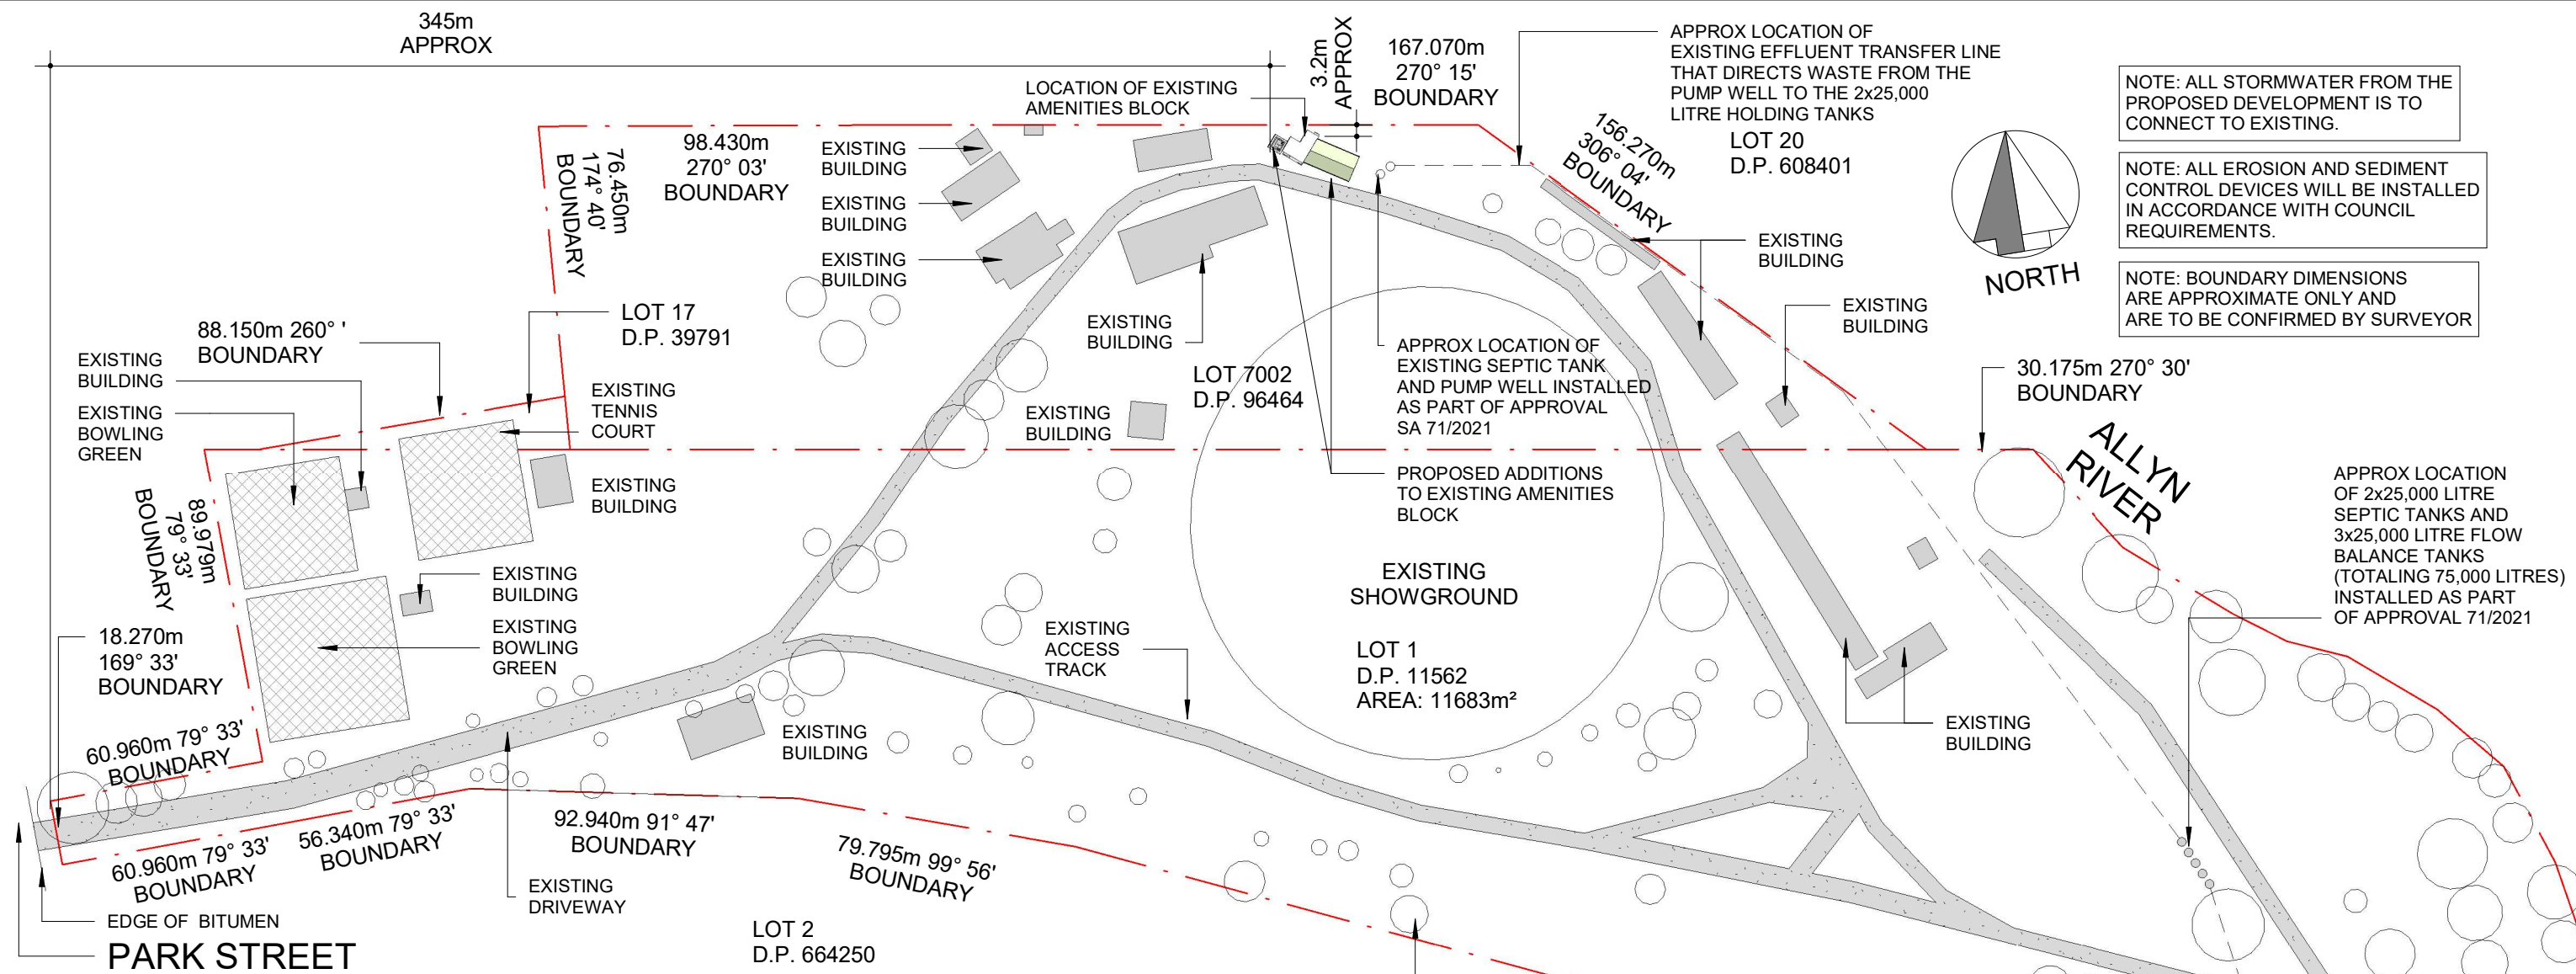 345m
APPROX
3.2m
APPROX
167.070m
270° 15'
BOUNDARY
LOCATION OF EXISTING
AMENITIES BLOCK
APPROX LOCATION OF
EXISTING EFFLUENT TRANSFER LINE
THAT DIRECTS WASTE FROM THE
PUMP WELL TO THE 2x25,000
LITRE HOLDING TANKS
LOT 20
D.P. 608401
NOTE: ALL STORMWATER FROM THE
PROPOSED DEVELOPMENT IS TO
CONNECT TO EXISTING.
NOTE: ALL EROSION AND SEDIMENT
CONTROL DEVICES WILL BE INSTALLED
IN ACCORDANCE WITH COUNCIL
REQUIREMENTS.
NOTE: BOUNDARY DIMENSIONS
ARE APPROXIMATE ONLY AND
ARE TO BE CONFIRMED BY SURVEYOR
NORTH
156.270m
306° 04'
BOUNDARY
76.450m
174° 40'
BOUNDARY
98.430m
270° 03'
BOUNDARY
EXISTING
BUILDING
EXISTING
BUILDING
EXISTING
BUILDING
EXISTING
BUILDING
EXISTING
BUILDING
EXISTING
BUILDING
LOT 17
D.P. 39791
88.150m 260° '
BOUNDARY
EXISTING
BUILDING
EXISTING
BOWLING
GREEN
EXISTING
TENNIS
COURT
EXISTING
BUILDING
LOT 7002
D.P. 96464
APPROX LOCATION OF
EXISTING SEPTIC TANK
AND PUMP WELL INSTALLED
AS PART OF APPROVAL
SA 71/2021
30.175m 270° 30'
BOUNDARY
ALLYN
RIVER
EXISTING
BUILDING
PROPOSED ADDITIONS
TO EXISTING AMENITIES
BLOCK
APPROX LOCATION
OF 2x25,000 LITRE
SEPTIC TANKS AND
3x25,000 LITRE FLOW
BALANCE TANKS
(TOTALING 75,000 LITRES)
INSTALLED AS PART
OF APPROVAL 71/2021
89.979m
79° 33'
BOUNDARY
EXISTING
BUILDING
EXISTING
BOWLING
GREEN
EXISTING
SHOWGROUND
EXISTING
ACCESS
TRACK
LOT 1
D.P. 11562
AREA: 11683m²
18.270m
169° 33'
BOUNDARY
EXISTING
BUILDING
EXISTING
BUILDING
60.960m 79° 33'
BOUNDARY
60.960m 79° 33'
BOUNDARY
56.340m 79° 33'
BOUNDARY
92.940m 91° 47'
BOUNDARY
79.795m 99° 56'
BOUNDARY
EXISTING
DRIVEWAY
EDGE OF BITUMEN
PARK STREET
LOT 2
D.P. 664250